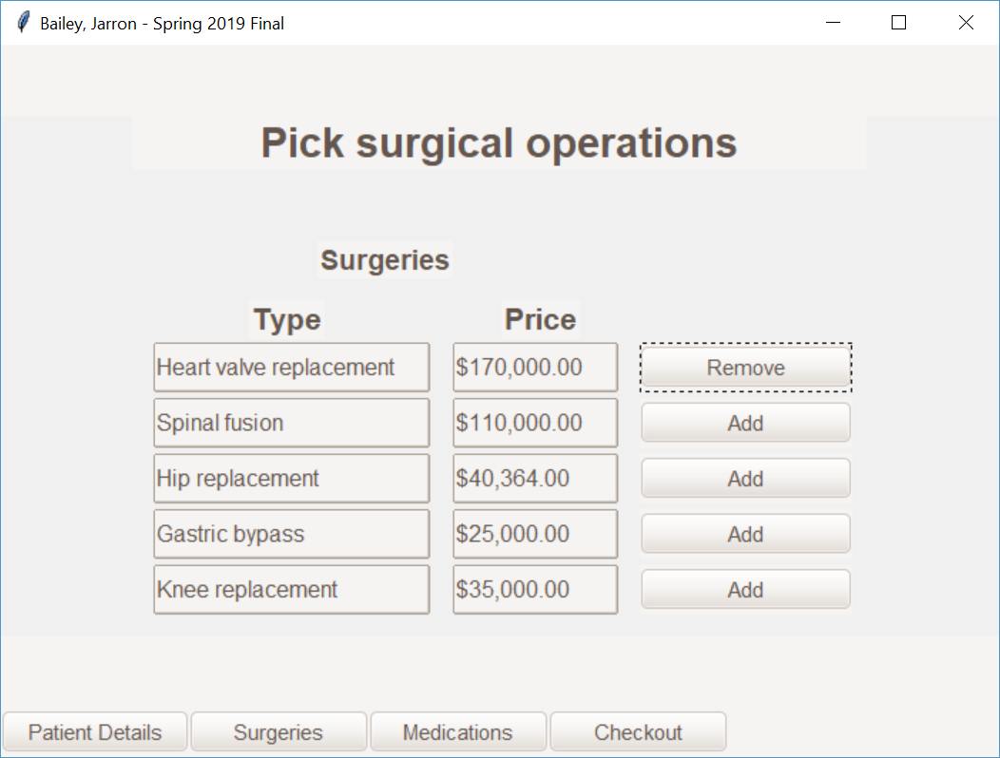 Bailey, Jarron - Spring 2019 Final
Pick surgical operations
Surgeries
Type Price
Heart valve replacement $170,000.00 Remove
Spinal fusion $110,000.00 Add
Hip replacement $40,364.00 Add
Gastric bypass $25,000.00 Add
Knee replacement $35,000.00 Add
Patient Details Surgeries Medications Checkout